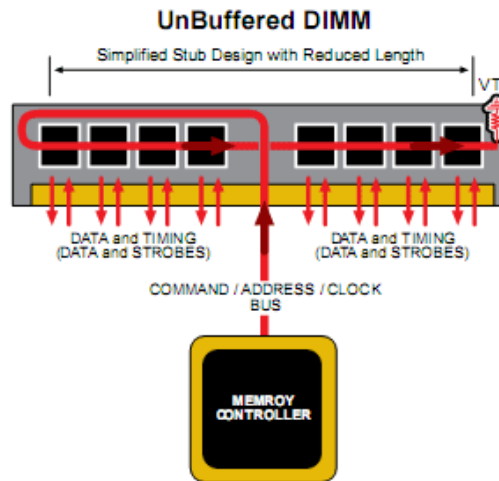 UnBuffered DIMM
Simplified Stub Design with Reduced Length
VT
DATA and TIMING
(DATA and STROBES)
DATA and TIMING
(DATA and STROBES)
COMMAND / ADDRESS / CLOCK
BUS
MEMROY
CONTROLLER